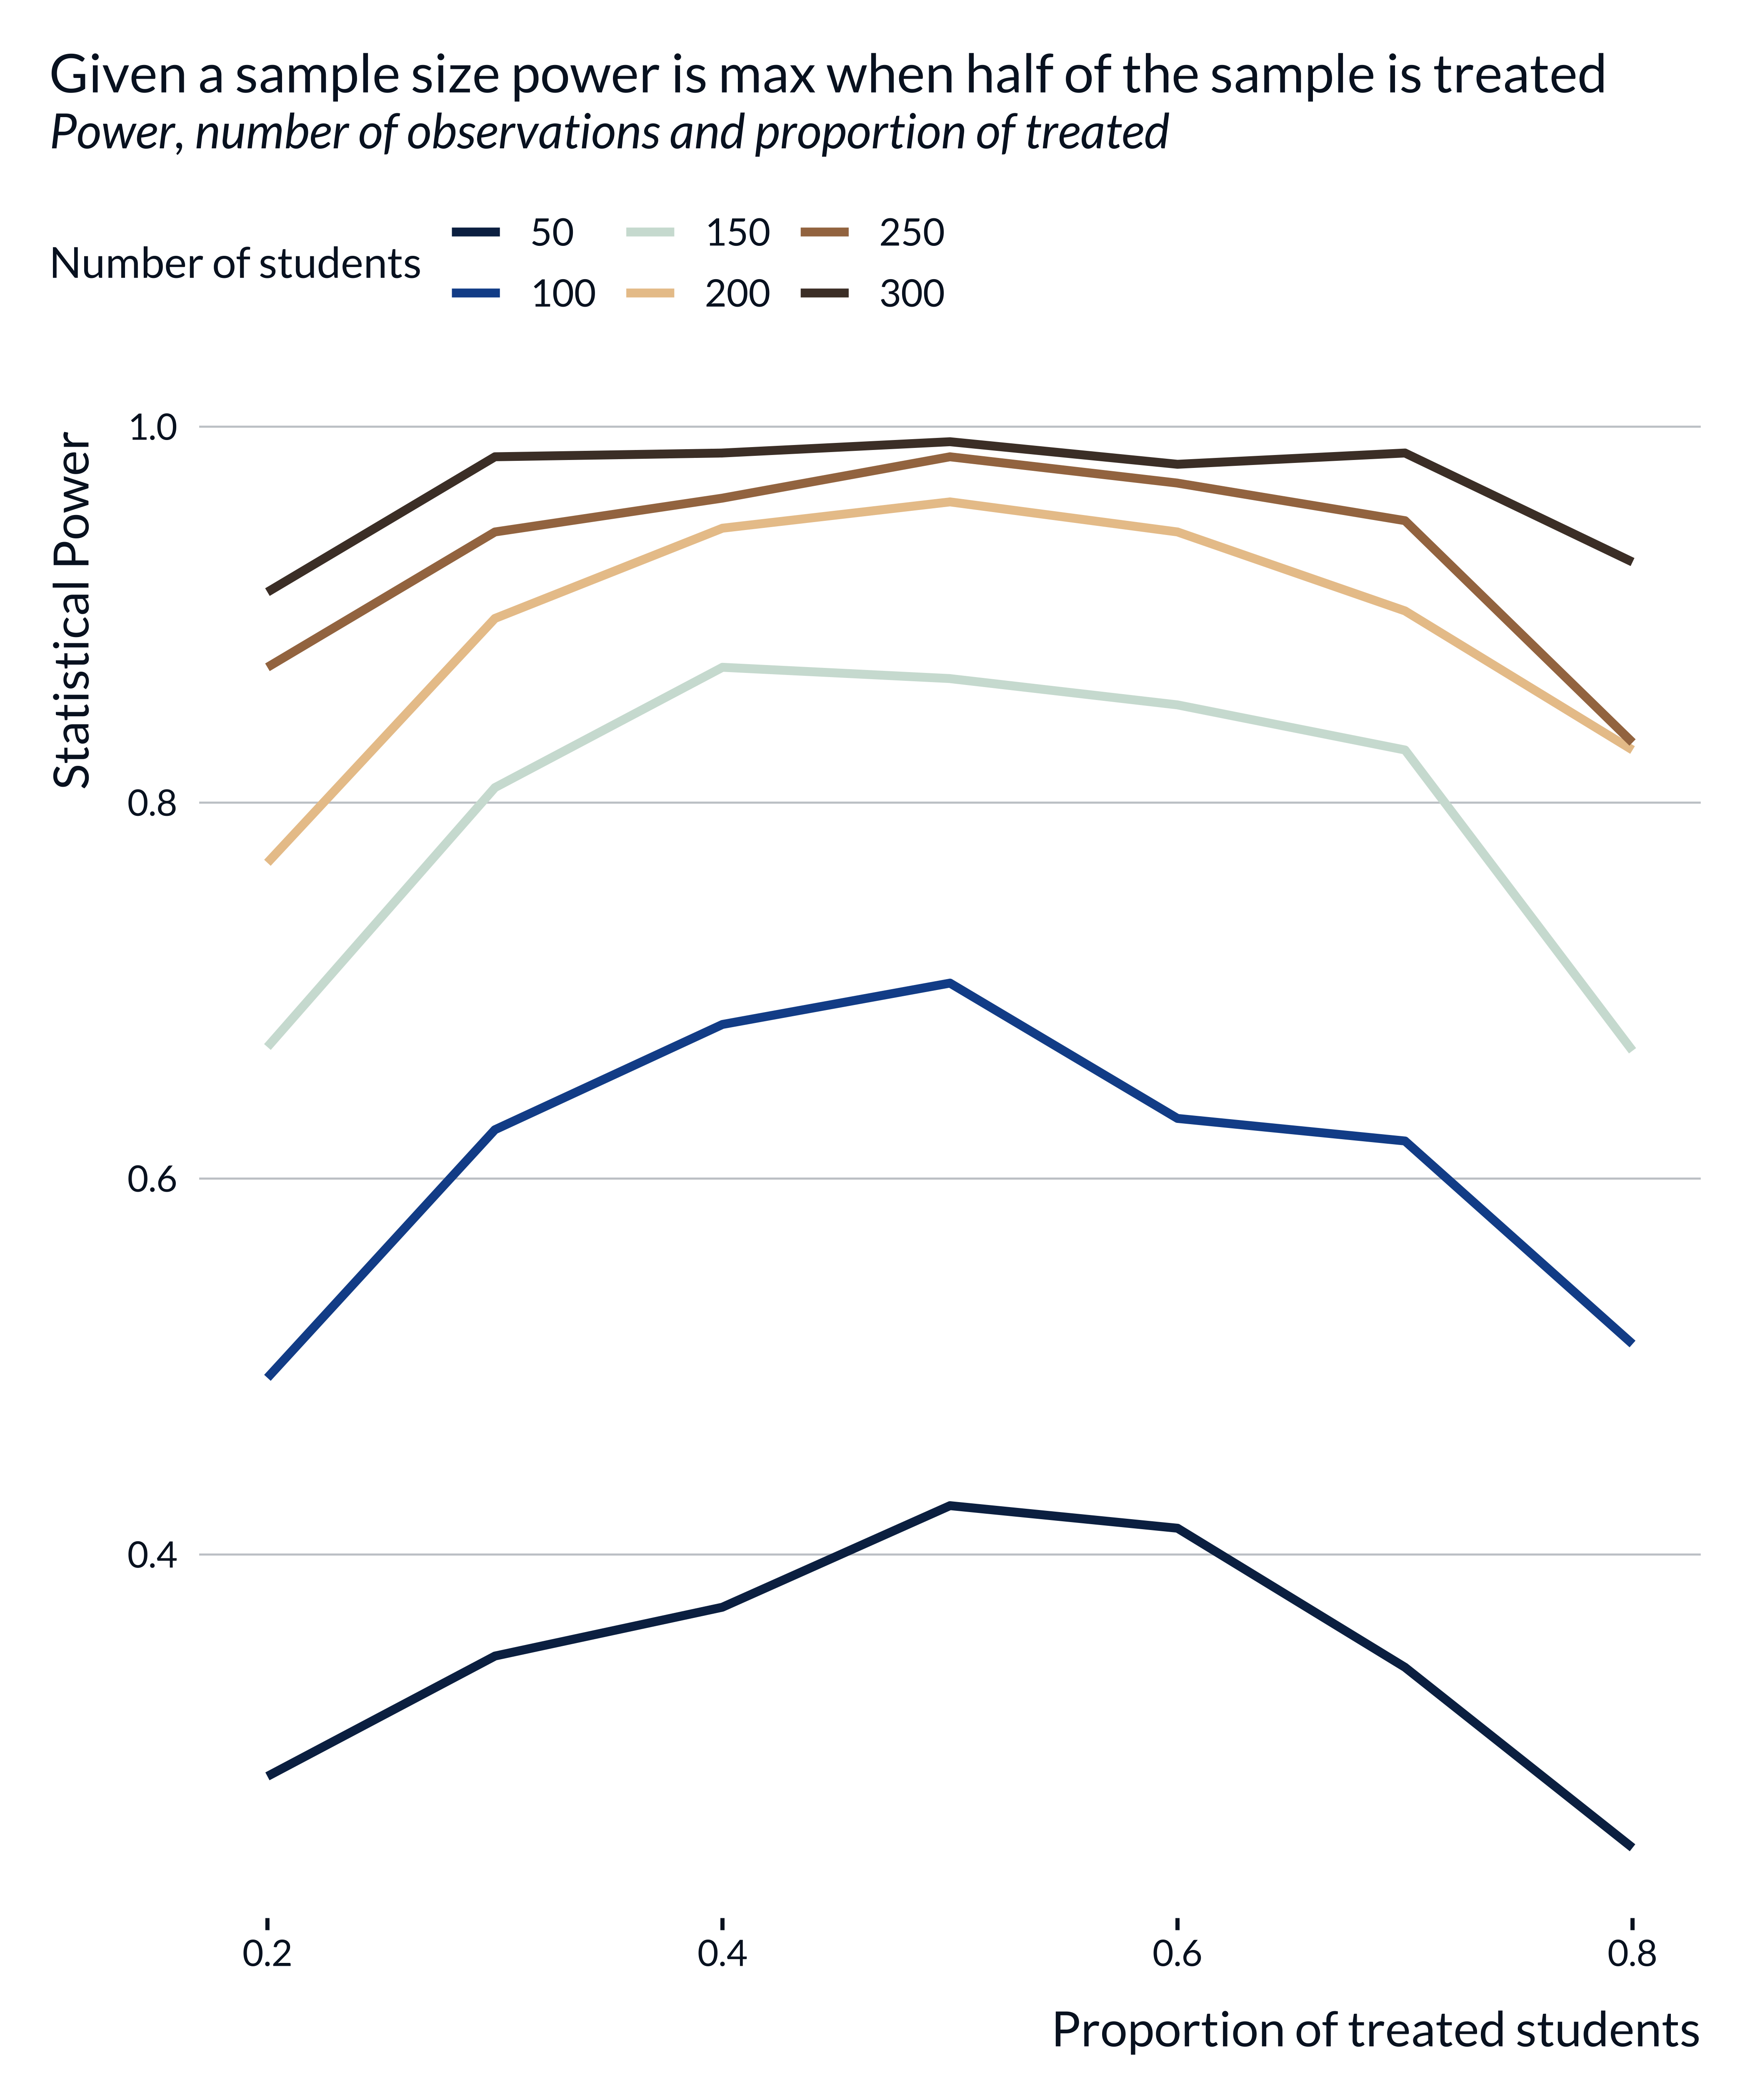 Given a sample size power is max when half of the sample is treated
Power, number of observations and proportion of treated
Number of students
50 150 250
100 200 300
Statistical Power
1.0
0.8
0.6
0.4
0.2 0.4 0.6 0.8
Proportion of treated students